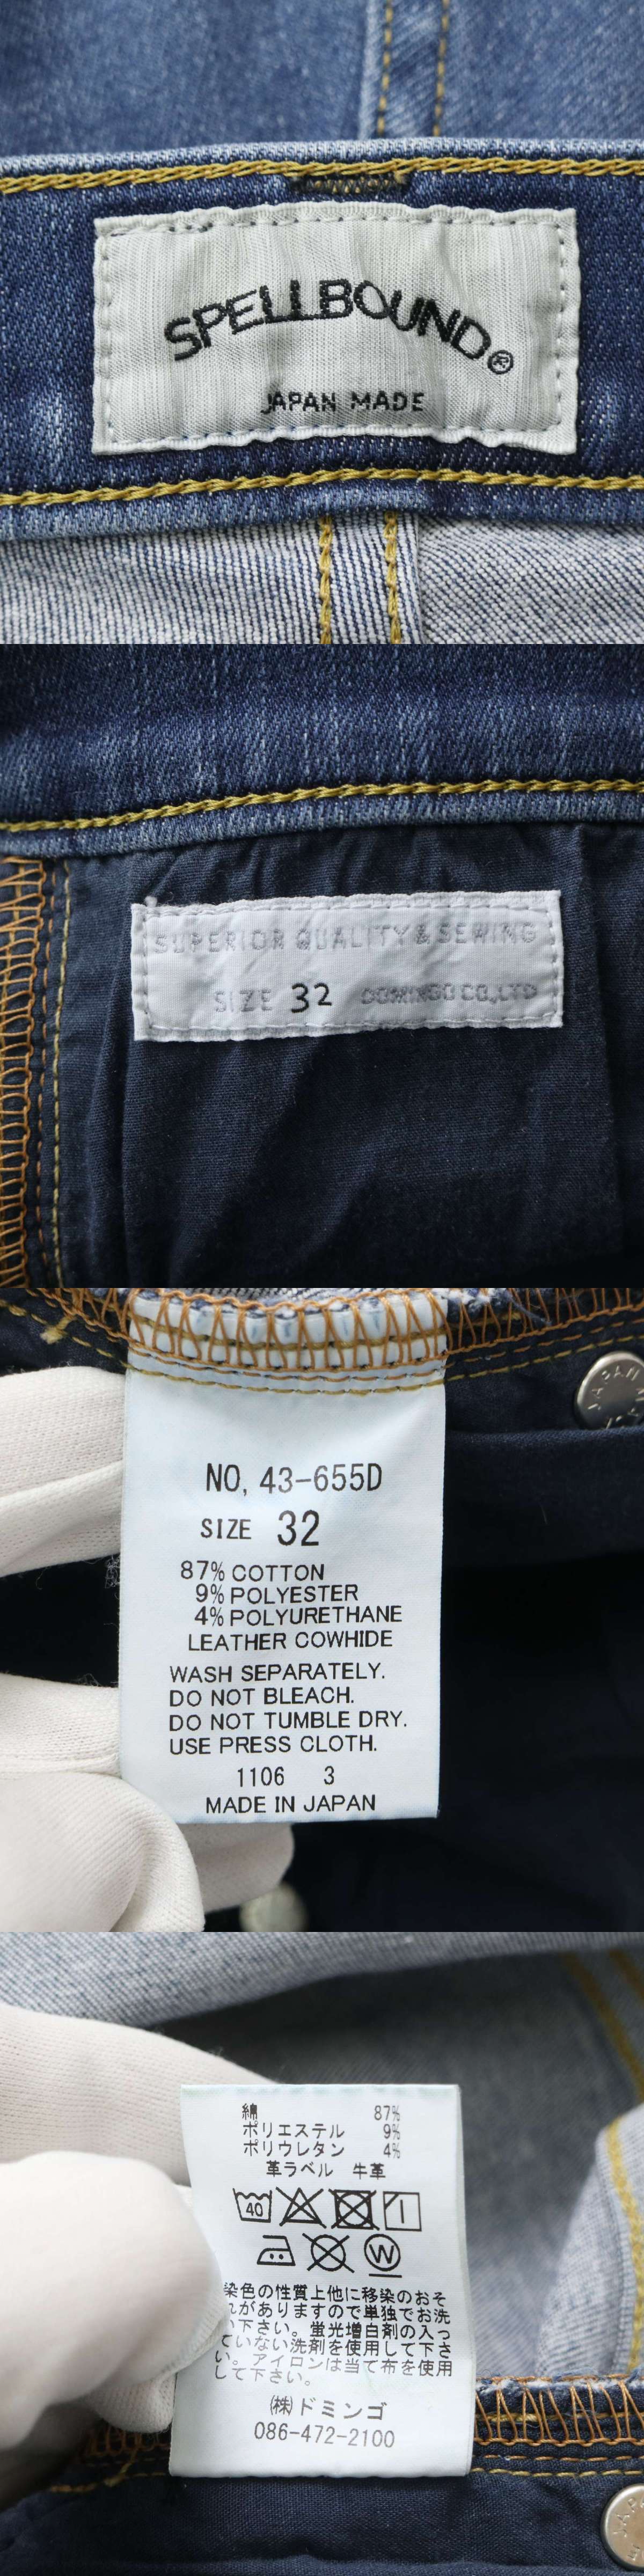 SPELLBOUND®
JAPAN MADE
SUPERIOR QUALITY & SEWING
SIZE 32 DOMINGO CO.,LTD
NO, 43-655D
SIZE 32
87% COTTON
9% POLYESTER
4% POLYURETHANE
LEATHER COWHIDE
WASH SEPARATELY.
DO NOT BLEACH.
DO NOT TUMBLE DRY.
USE PRESS CLOTH.
1106 3
MADE IN JAPAN
JAPAN
綿 87%
ポリエステル 9%
ポリウレタン 4%
革ラベル 牛革
40
W
染色の性質上他に移染のおそ
れがありますので単独でお洗
い下さい。蛍光増白剤の入っ
ていない洗剤を使用して下さ
い。アイロンは当て布を使用
して下さい。
㈱ドミンゴ
086-472-2100